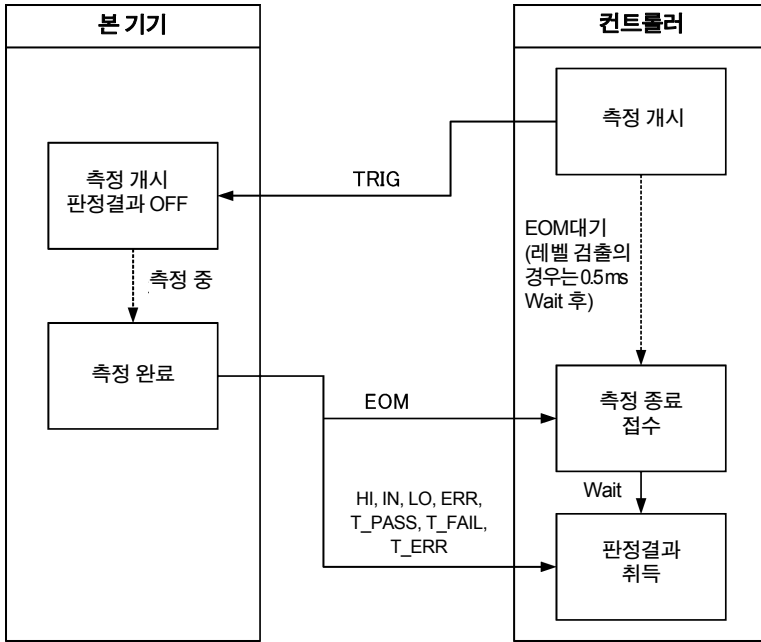 본 기기
컨트롤러
측정 개시
TRIG
측정 개시
판정결과 OFF
EOM대기
(레벨 검출의
경우는 0.5ms
Wait 후)
측정 중
측정 완료
EOM
측정 종료
접수
Wait
HI, IN, LO, ERR,
T_PASS, T_FAIL,
T_ERR
판정결과
취득